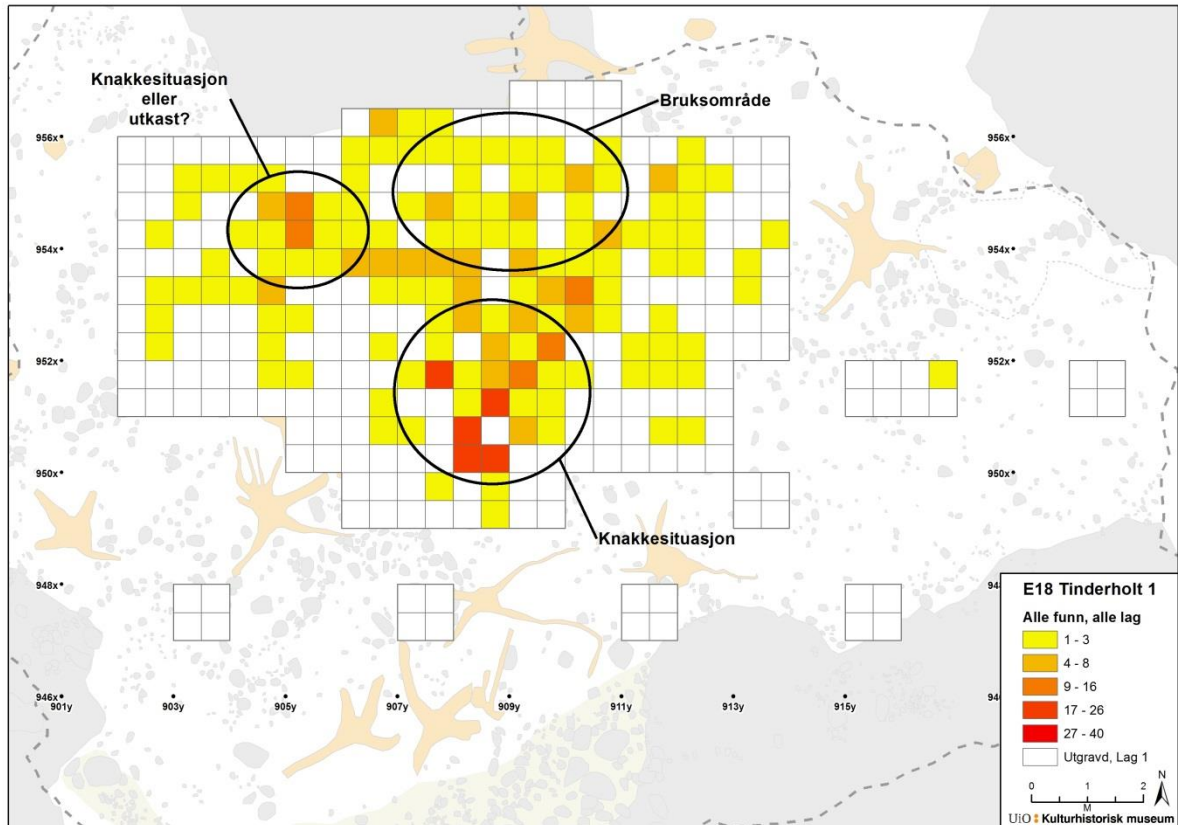 Knakkesituasjon
eller
utkast?
Bruksområde
956x
956x
954x
954x
952x
952x
950x
950x
948x
948
946x
940
901y
903y
905y
907y
909y
911y
913y
915y
Knakkesituasjon
E18 Tinderholt 1
Alle funn, alle lag
1 - 3
4 - 8
9 - 16
17 - 26
27 - 40
Utgravd, Lag 1
0 1 2
M
N
UiO Kulturhistorisk museum